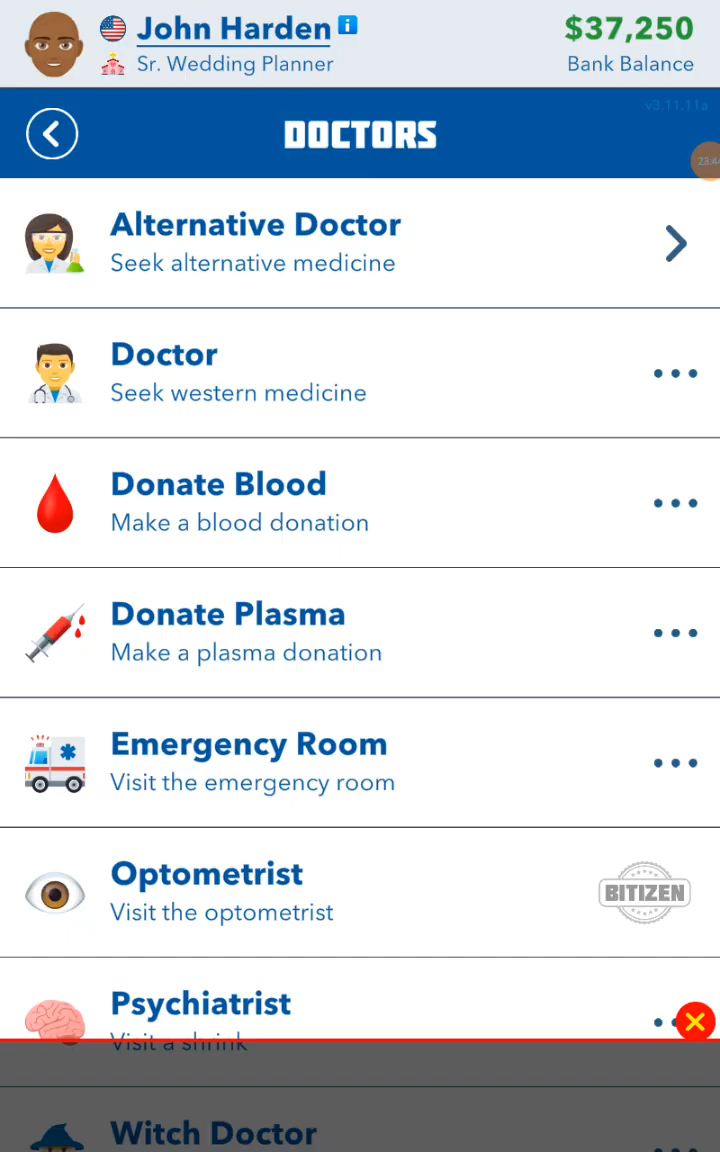 John Harden
$37,250
Sr. Wedding Planner
Bank Balance
v3.11.11a
DOCTORS
Alternative Doctor
Seek alternative medicine
Doctor
Seek western medicine
Donate Blood
Make a blood donation
Donate Plasma
Make a plasma donation
Emergency Room
Visit the emergency room
Optometrist
Visit the optometrist
BITIZEN
Psychiatrist
Visit a shrink
Witch Doctor